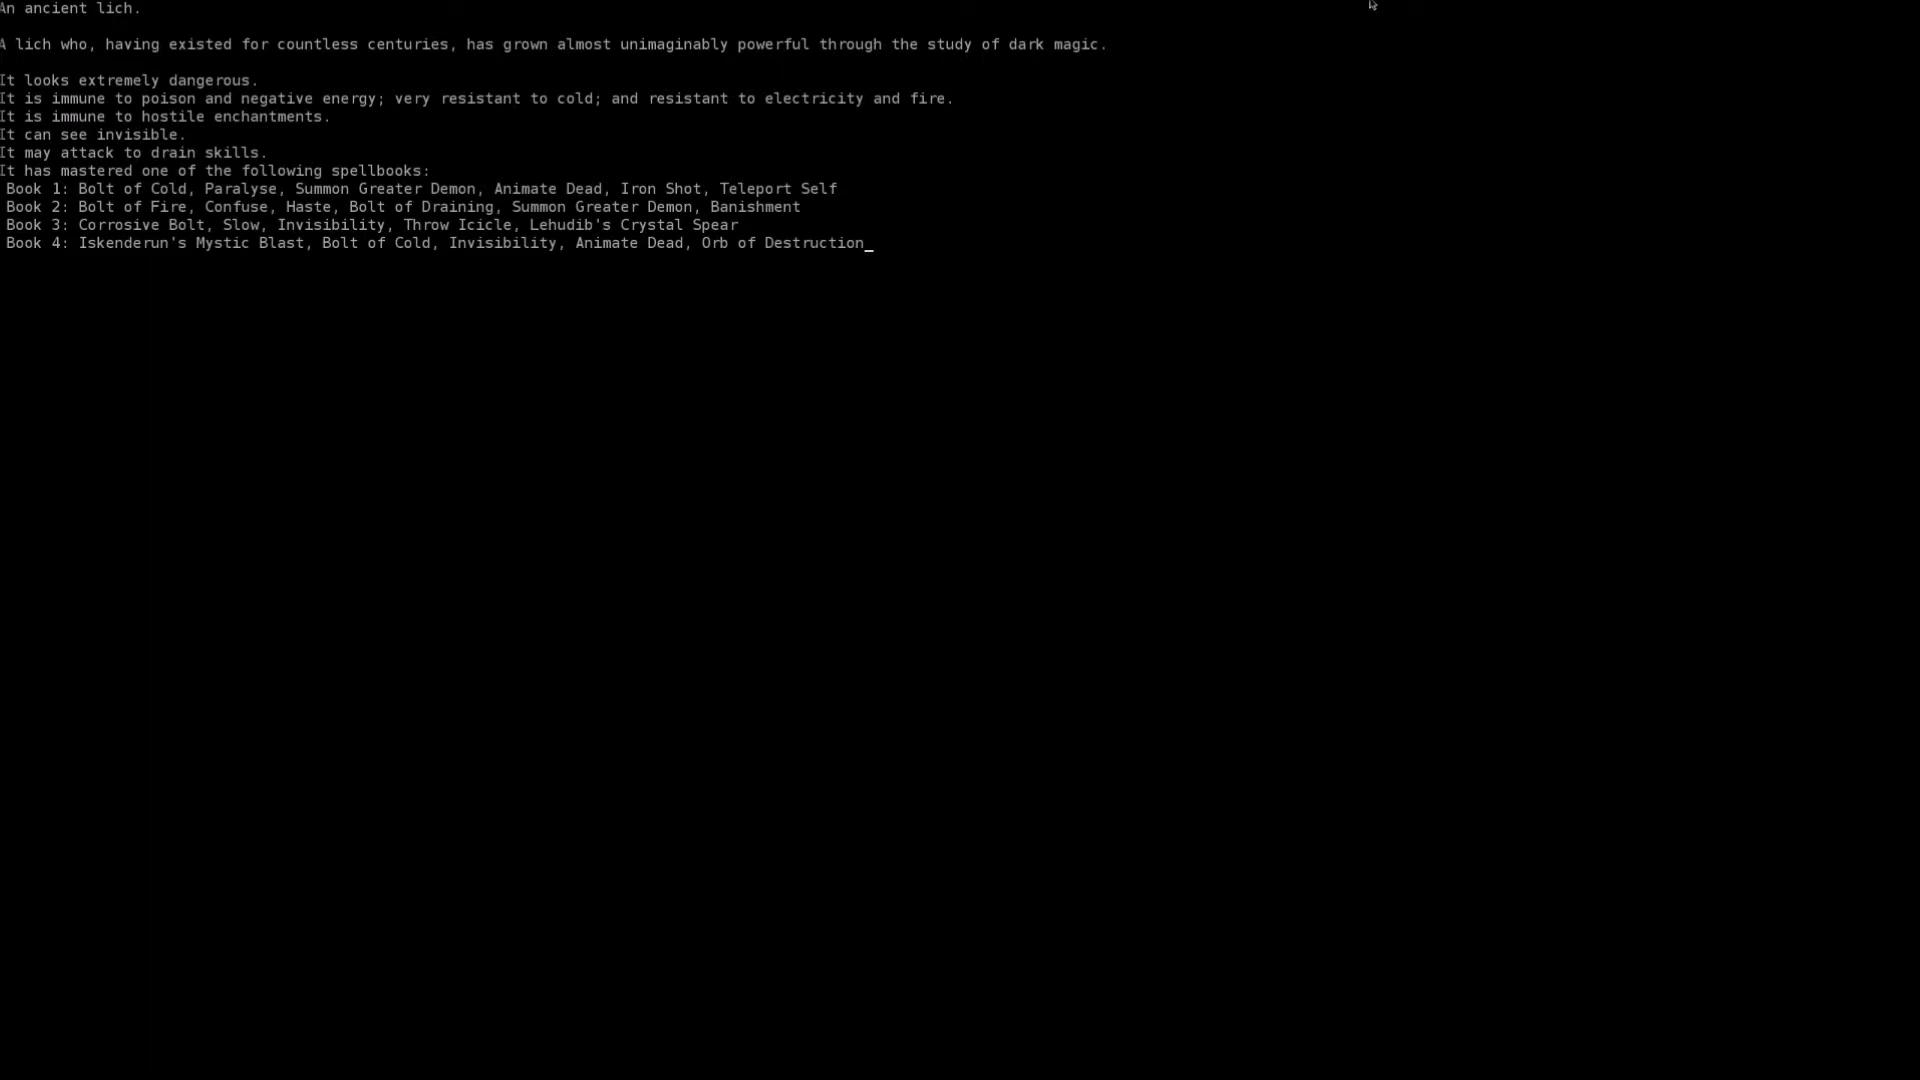 An ancient lich.
A lich who, having existed for countless centuries, has grown almost unimaginably powerful through the study of dark magic.
It looks extremely dangerous.
It is immune to poison and negative energy; very resistant to cold; and resistant to electricity and fire.
It is immune to hostile enchantments.
It can see invisible.
It may attack to drain skills.
It has mastered one of the following spellbooks:
Book 1: Bolt of Cold, Paralyse, Summon Greater Demon, Animate Dead, Iron Shot, Teleport Self
Book 2: Bolt of Fire, Confuse, Haste, Bolt of Draining, Summon Greater Demon, Banishment
Book 3: Corrosive Bolt, Slow, Invisibility, Throw Icicle, Lehudib's Crystal Spear
Book 4: Iskenderun's Mystic Blast, Bolt of Cold, Invisibility, Animate Dead, Orb of Destruction_